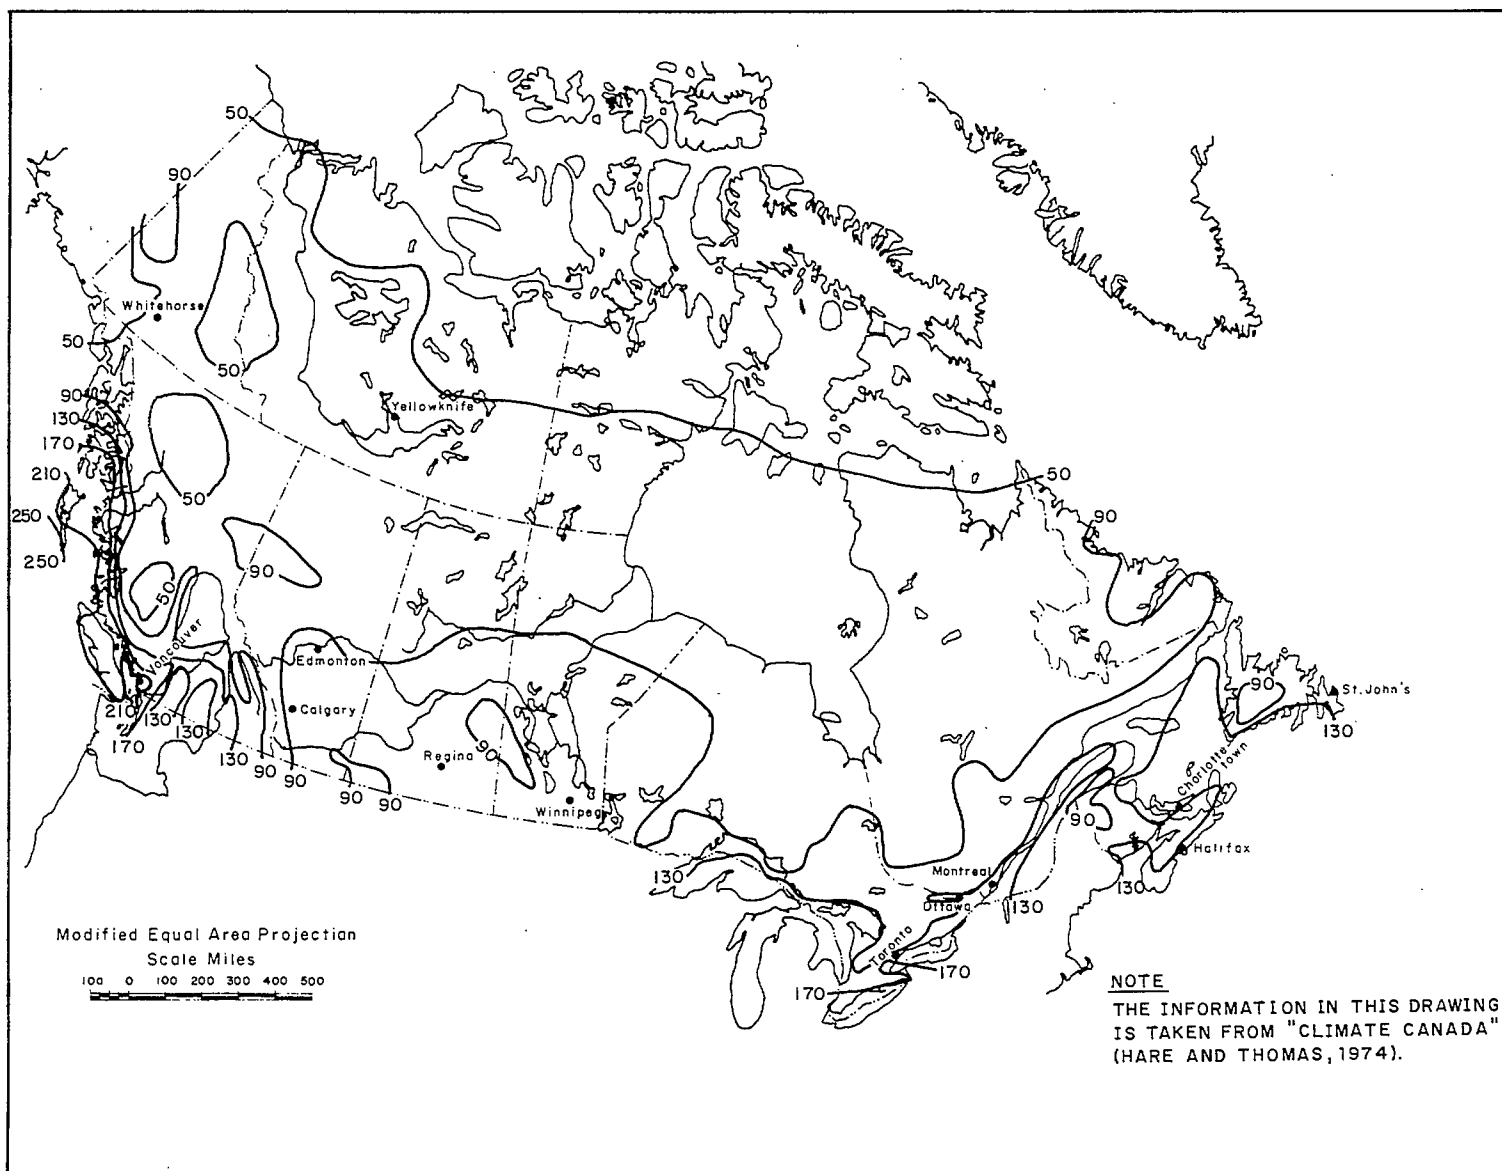 50
90
Whitehorse
50
50
90
130
170
210
250
250
50
Yellowknife
50
90
50
90
Vancouver
Edmonton
Calgary
Regina
90
Winnipeg
210
170
130
130
130
90
90
90
90
90
St. John's
130
Charlotte-
town
90
Halifax
130
Montreal
Ottawa
130
130
Toronto
170
170
Modified Equal Area Projection
Scale Miles
100 0 100 200 300 400 500
NOTE
THE INFORMATION IN THIS DRAWING
IS TAKEN FROM "CLIMATE CANADA"
(HARE AND THOMAS, 1974).